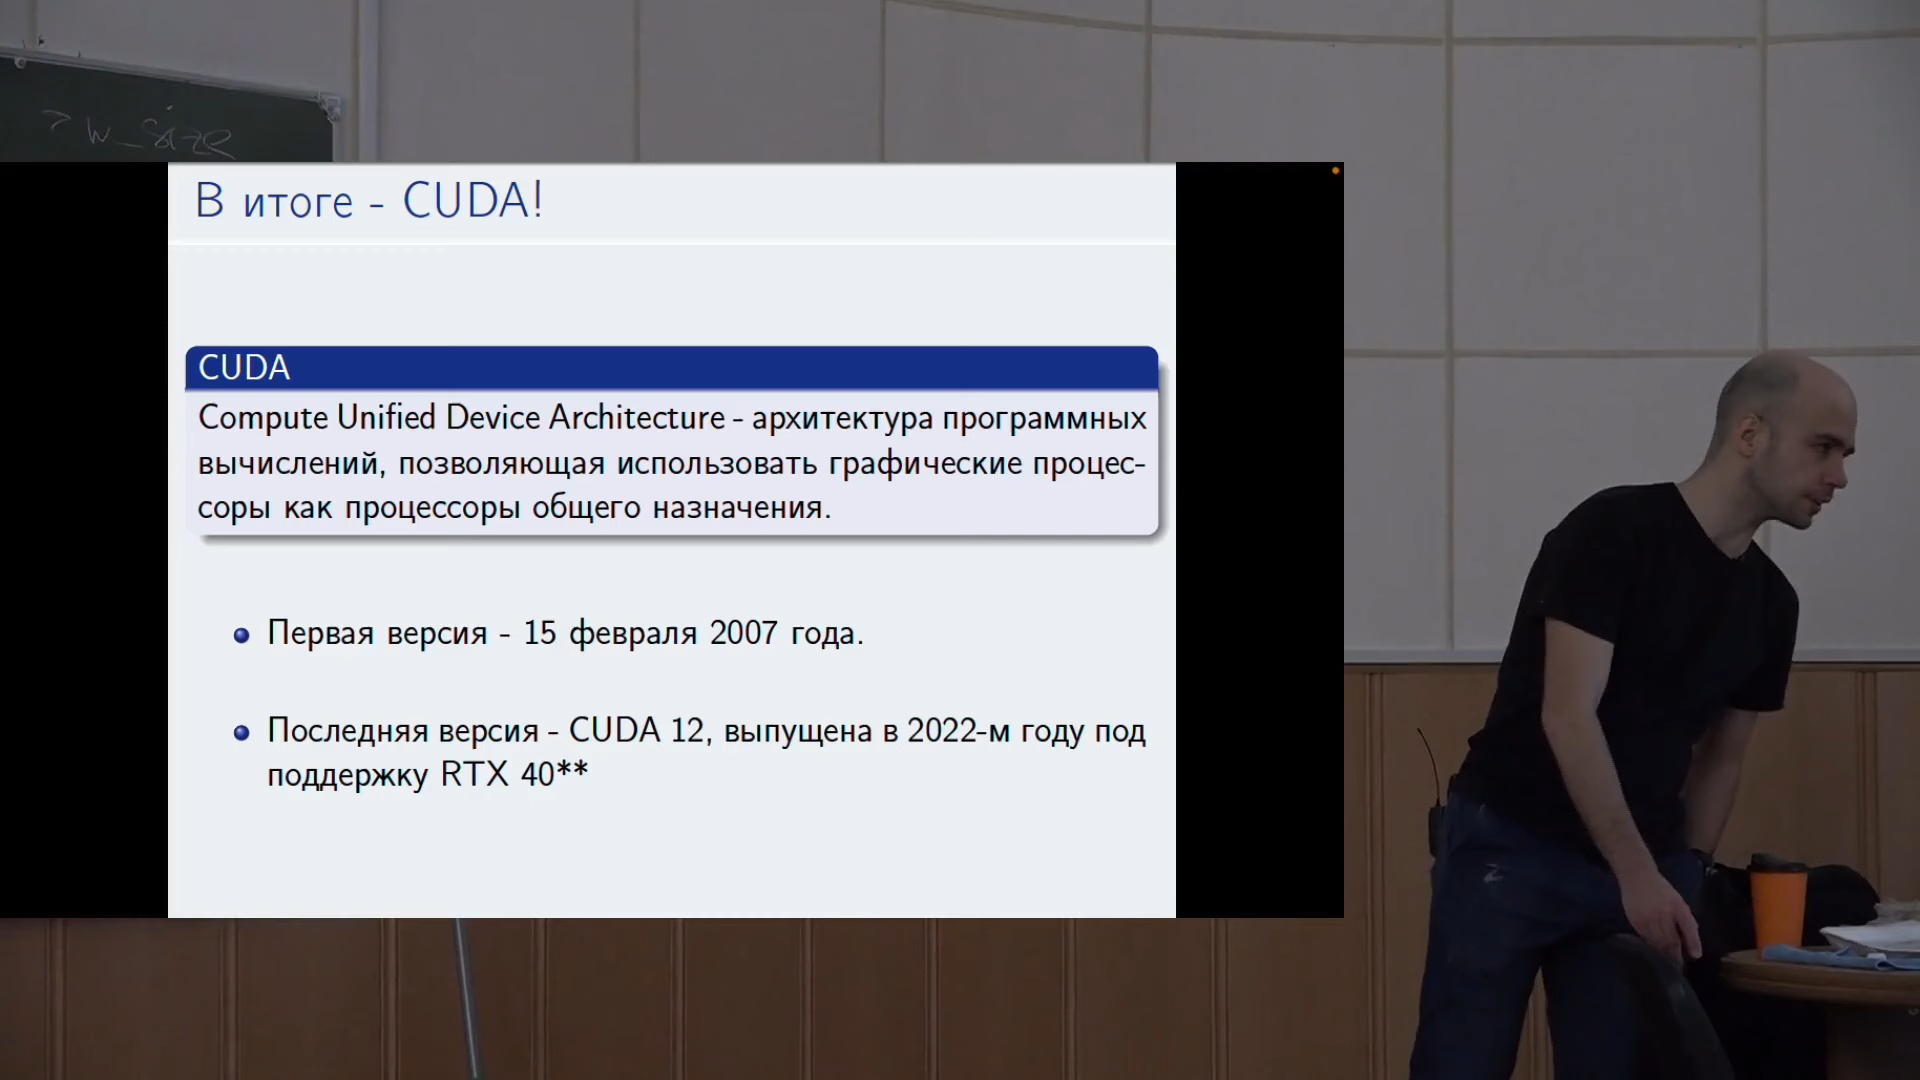 w_size
В итоге - CUDA!
CUDA
Compute Unified Device Architecture - архитектура программных
вычислений, позволяющая использовать графические процес-
соры как процессоры общего назначения.
Первая версия - 15 февраля 2007 года.
Последняя версия - CUDA 12, выпущена в 2022-м году под
поддержку RTX 40**